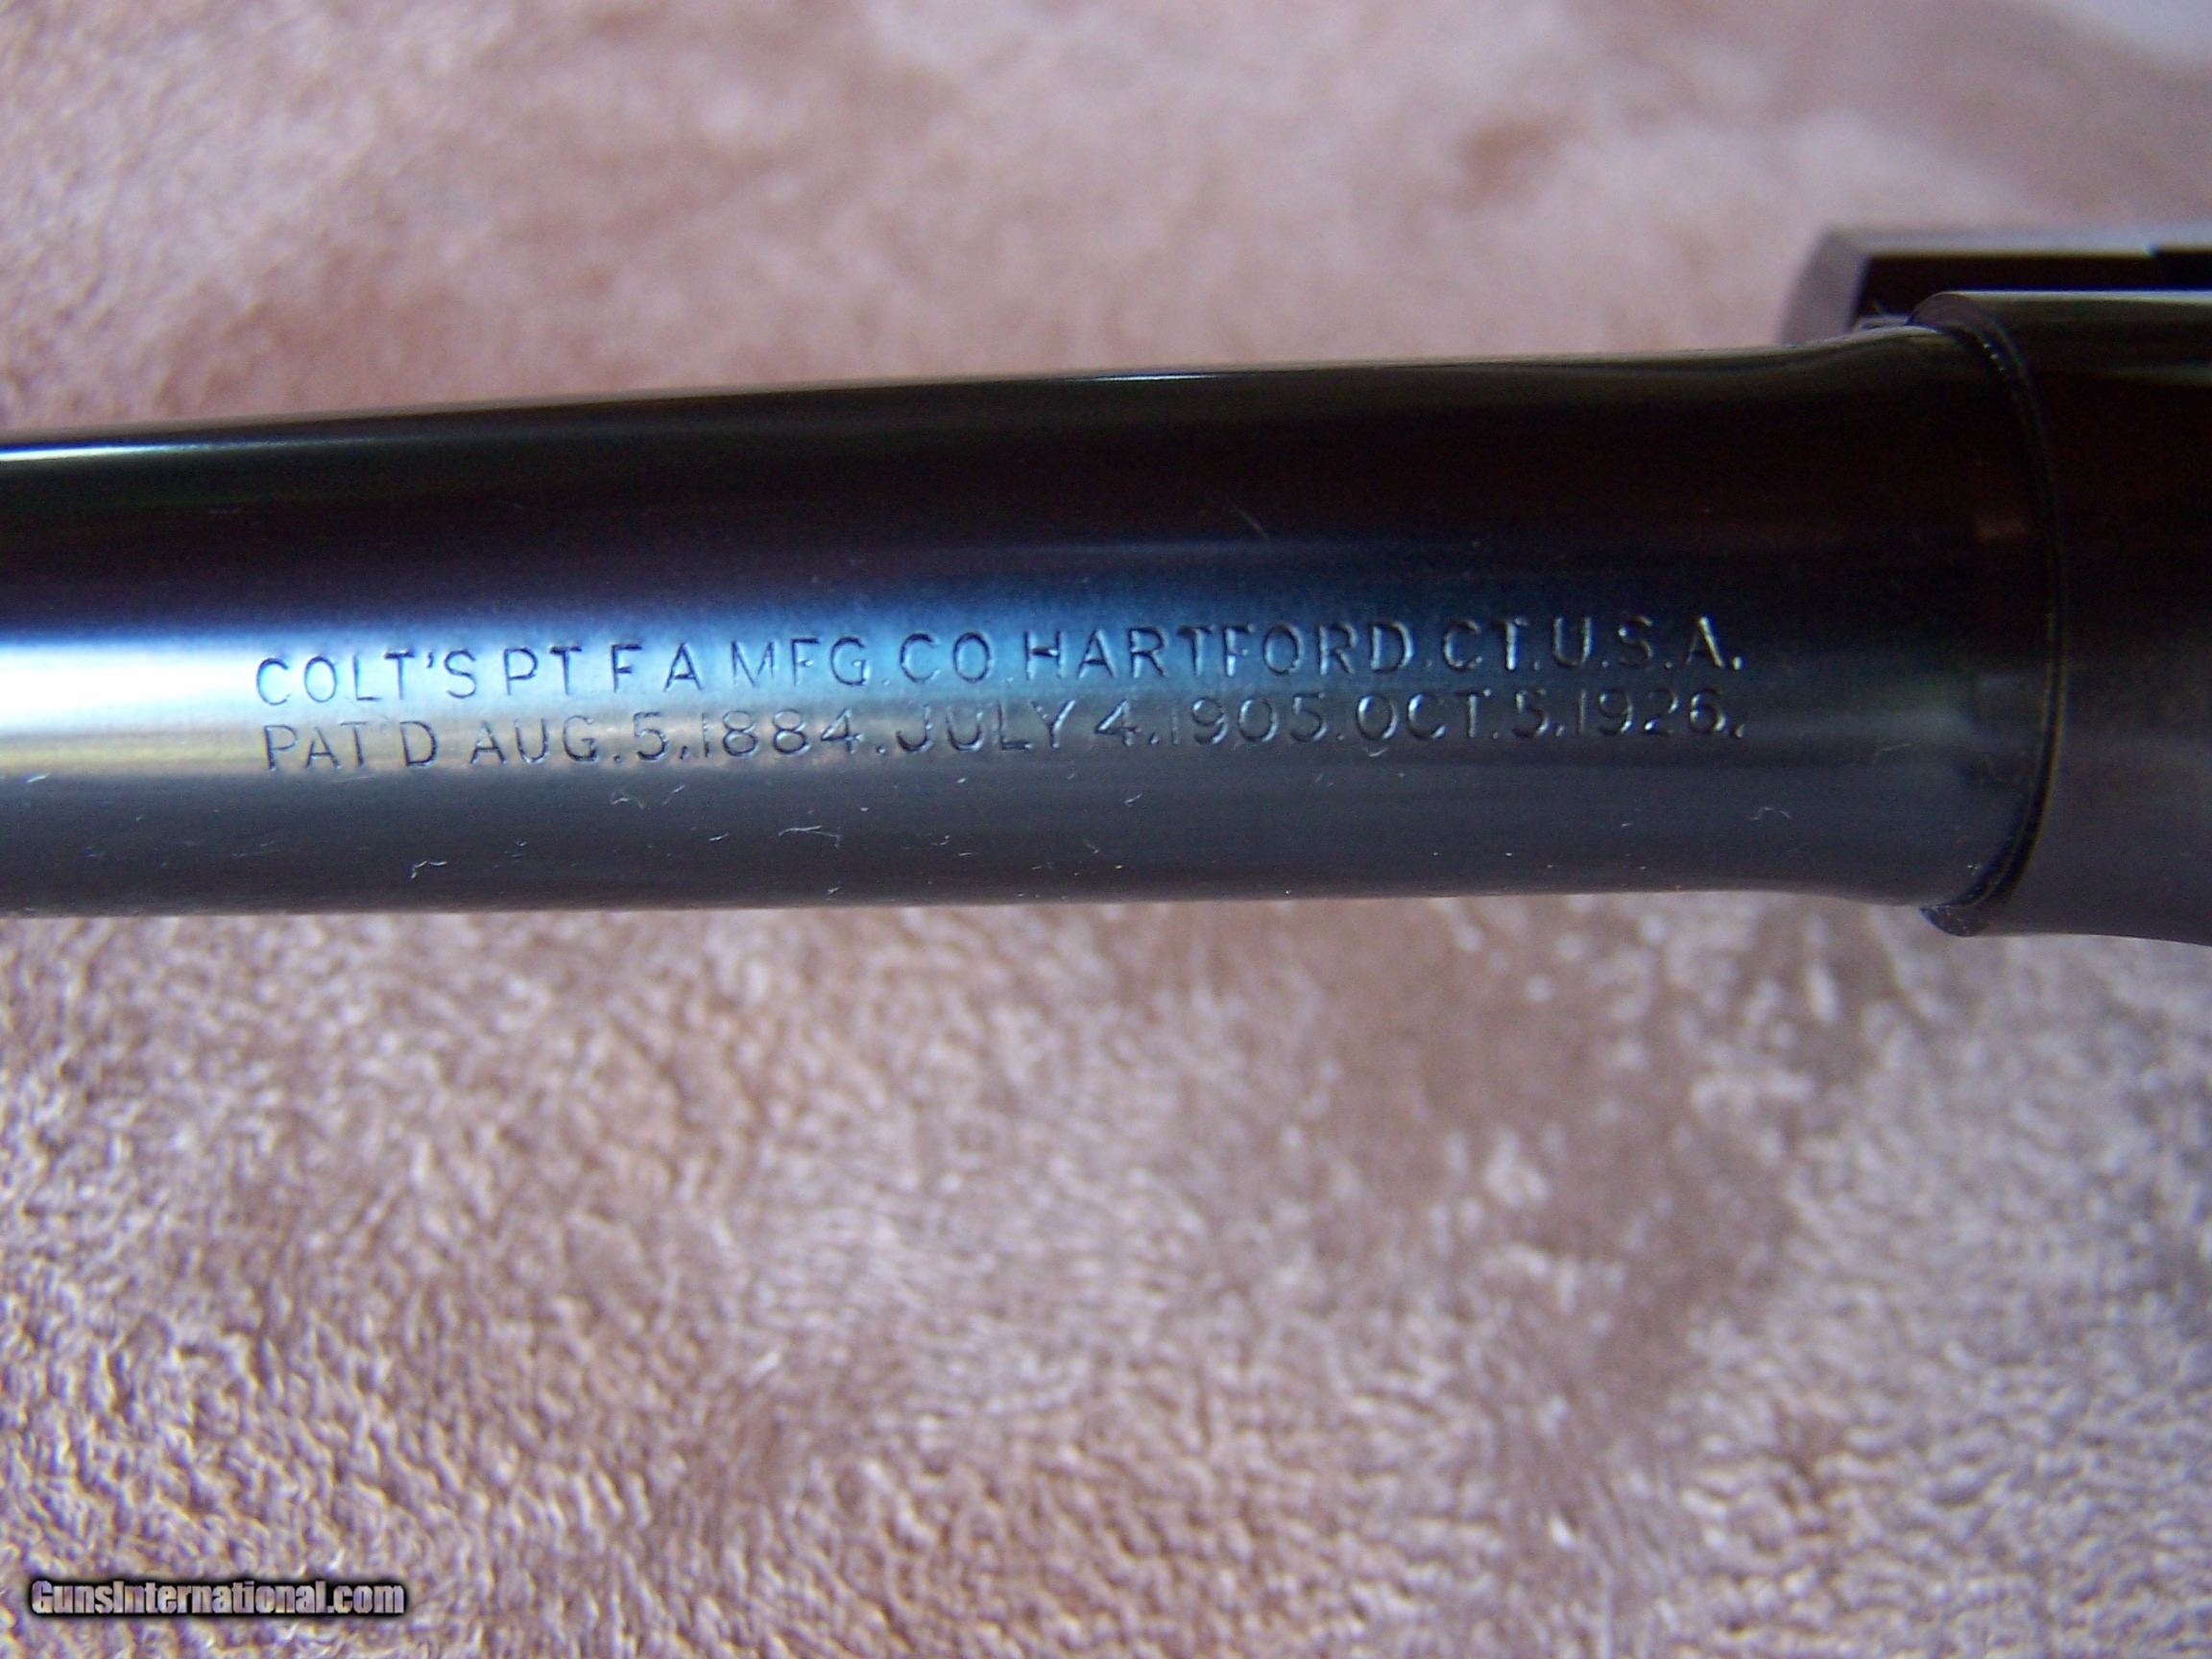 COLT'S PT F A MFG. CO. HARTFORD. CT. U.S.A.
PAT'D AUG. 5, 1884. JULY 4, 1905. OCT. 5, 1926.
GunsInternational.com